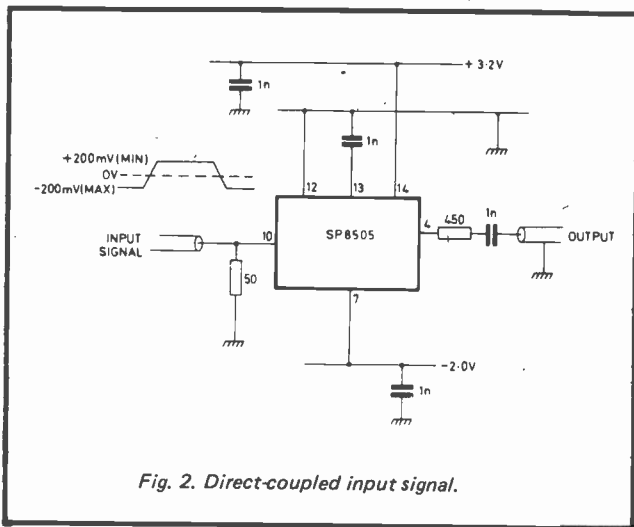 + 3·2V
1n
1n
+200mV(MIN)
0V
-200mV(MAX)
12
13
14
INPUT
SIGNAL
10
SP8505
4
450
1n
OUTPUT
50
7
-2.0V
1n
Fig. 2. Direct-coupled input signal.